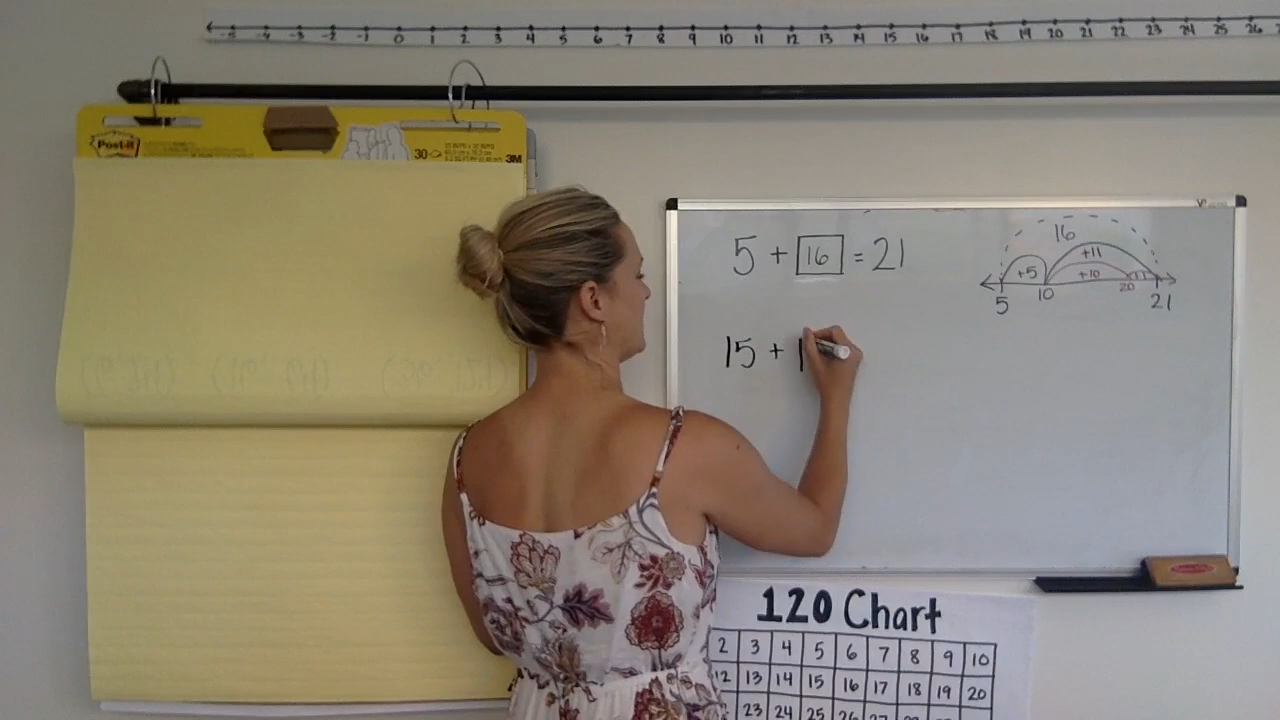 -5 -4 -3 -2 -1 0 1 2 3 4 5 6 7 8 9 10 11 12 13 14 15 16 17 18 19 20 21 22 23 24 25 26
Post-it
30
3M
5 + 16 = 21
16
+11
+5 +10
5 10 20 21
15 + 1
120 Chart
2 3 4 5 6 7 8 9 10
12 13 14 15 16 17 18 19 20
23 24 25 26 27 28